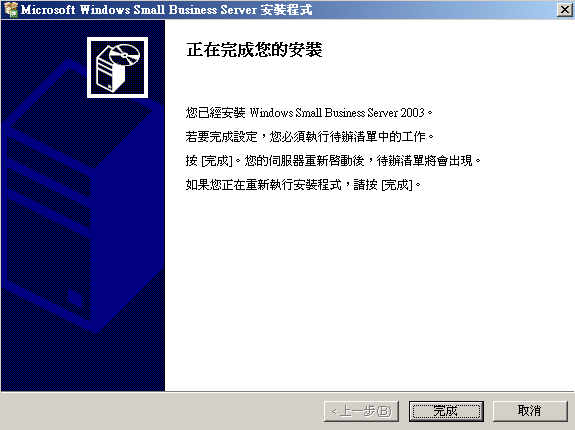 Microsoft Windows Small Business Server 安裝程式
正在完成您的安裝
您已經安裝 Windows Small Business Server 2003。
若要完成設定，您必須執行待辦清單中的工作。
按 [完成]。您的伺服器重新啟動後，待辦清單將會出現。
如果您正在重新執行安裝程式，請按 [完成]。
< 上一步(B)
完成
取消